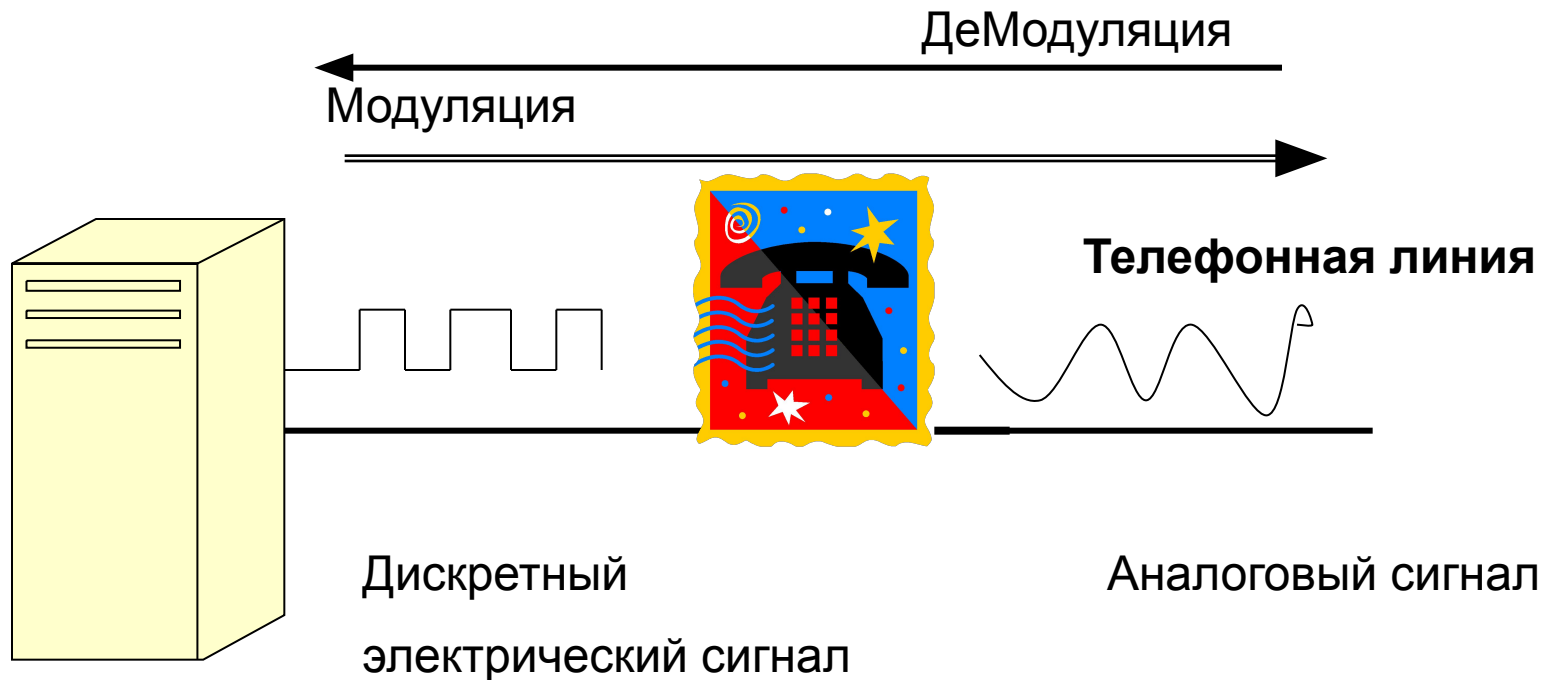 ДеМодуляция
Модуляция
Телефонная линия
Дискретный
электрический сигнал
Аналоговый сигнал